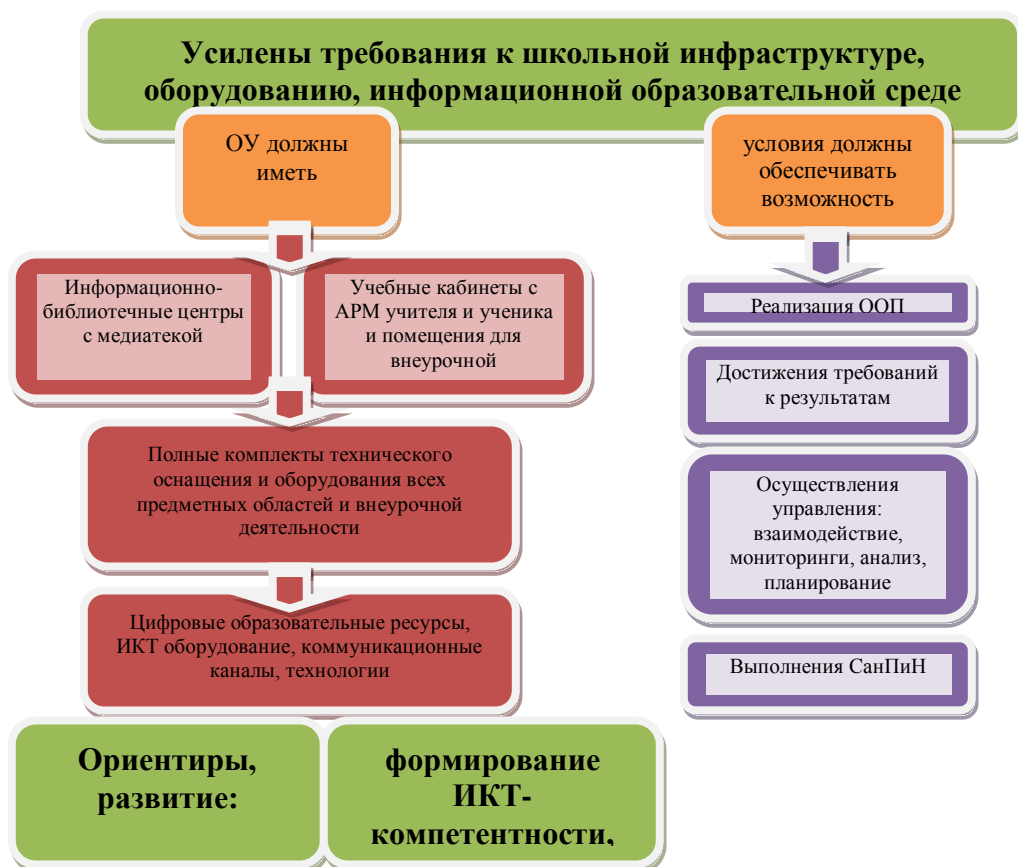 Усилены требования к школьной инфраструктуре,
оборудованию, информационной образовательной среде
ОУ должны
иметь
условия должны
обеспечивать
возможность
Информационно-
библиотечные центры
с медиатекой
Учебные кабинеты с
АРМ учителя и ученика
и помещения для
внеурочной
Полные комплекты технического
оснащения и оборудования всех
предметных областей и внеурочной
деятельности
Цифровые образовательные ресурсы,
ИКТ оборудование, коммуникационные
каналы, технологии
Реализация ООП
Достижения требований
к результатам
Осуществления
управления:
взаимодействие,
мониторинги, анализ,
планирование
Выполнения СанПиН
Ориентиры,
развитие:
формирование
ИКТ-
компетентности,